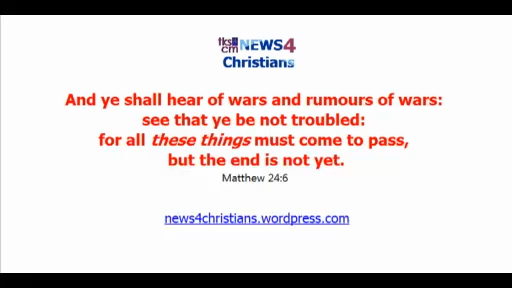 tks cm NEWS4
Christians
And ye shall hear of wars and rumours of wars:
see that ye be not troubled:
for all these things must come to pass,
but the end is not yet.
Matthew 24:6
news4christians.wordpress.com